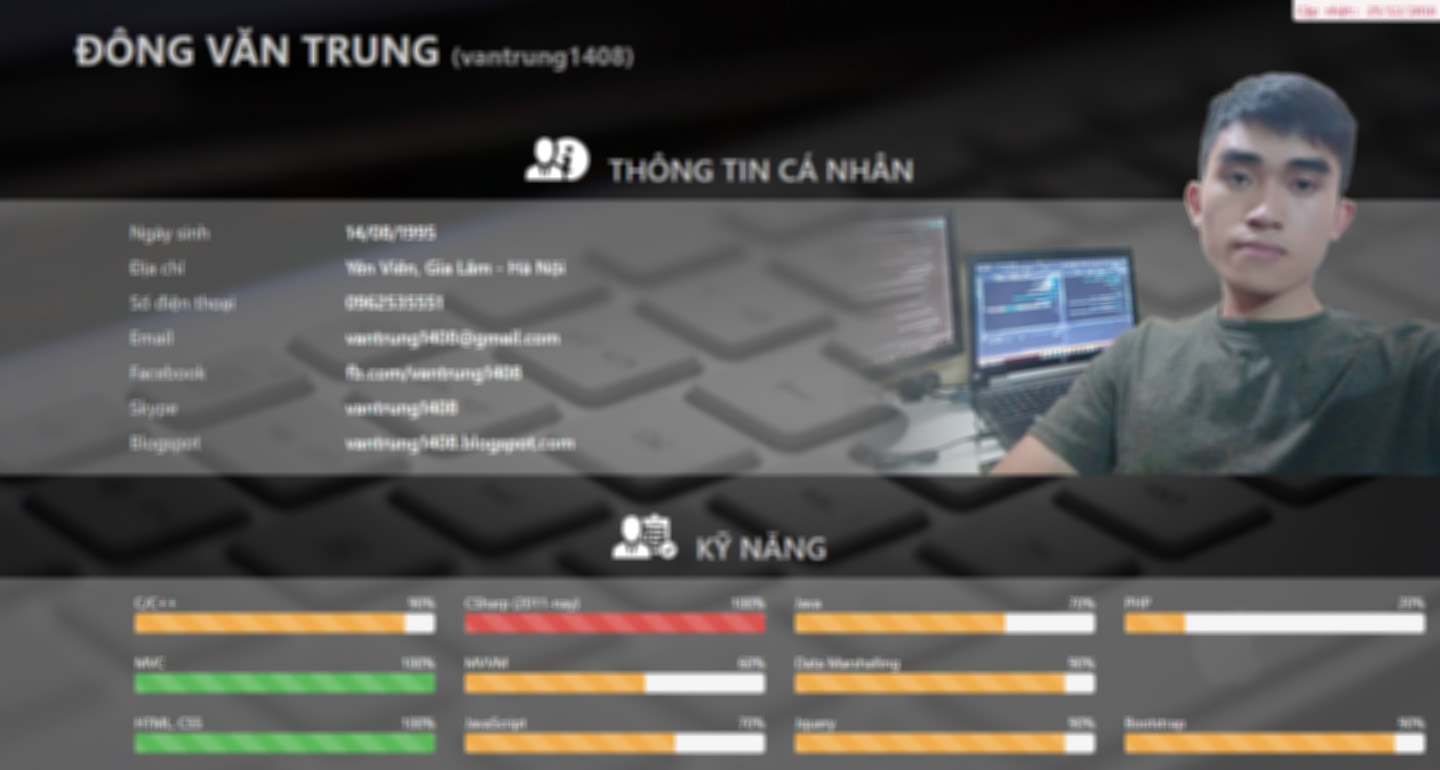 ĐÔNG VĂN TRUNG (vantrung1408)
THÔNG TIN CÁ NHÂN
Ngày sinh 14/08/1995
Địa chỉ Yên Viên, Gia Lâm - Hà Nội
Số điện thoại
Email vantrung1408@gmail.com
Facebook fb.com/vantrung1408
Skype vantrung1408
Blogspot vantrung1408.blogspot.com
KỸ NĂNG
C/C++ 90% CSharp (2011-nay) 100% Java 70% PHP 20%
MVC 100% MVVM 60% Data Marshalling 90%
HTML, CSS 100% JavaScript 70% Jquery 90% Bootstrap 90%